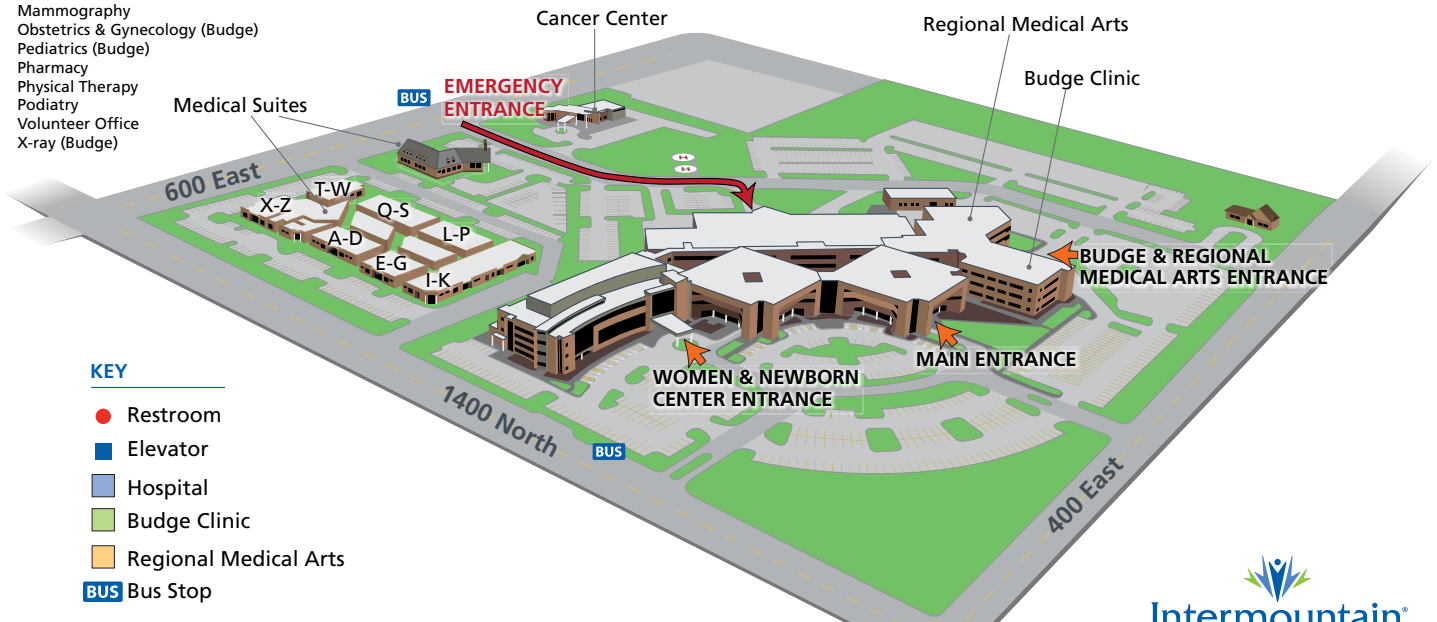 Mammography
Obstetrics & Gynecology (Budge)
Pediatrics (Budge)
Pharmacy
Physical Therapy
Podiatry
Volunteer Office
X-ray (Budge)
Cancer Center
Regional Medical Arts
Budge Clinic
Medical Suites
BUS
EMERGENCY
ENTRANCE
H
H
600 East
T-W
X-Z
Q-S
A-D
L-P
E-G
I-K
BUDGE & REGIONAL
MEDICAL ARTS ENTRANCE
MAIN ENTRANCE
WOMEN & NEWBORN
CENTER ENTRANCE
1400 North
BUS
400 East
KEY
Restroom
Elevator
Hospital
Budge Clinic
Regional Medical Arts
BUS Bus Stop
Intermountain®